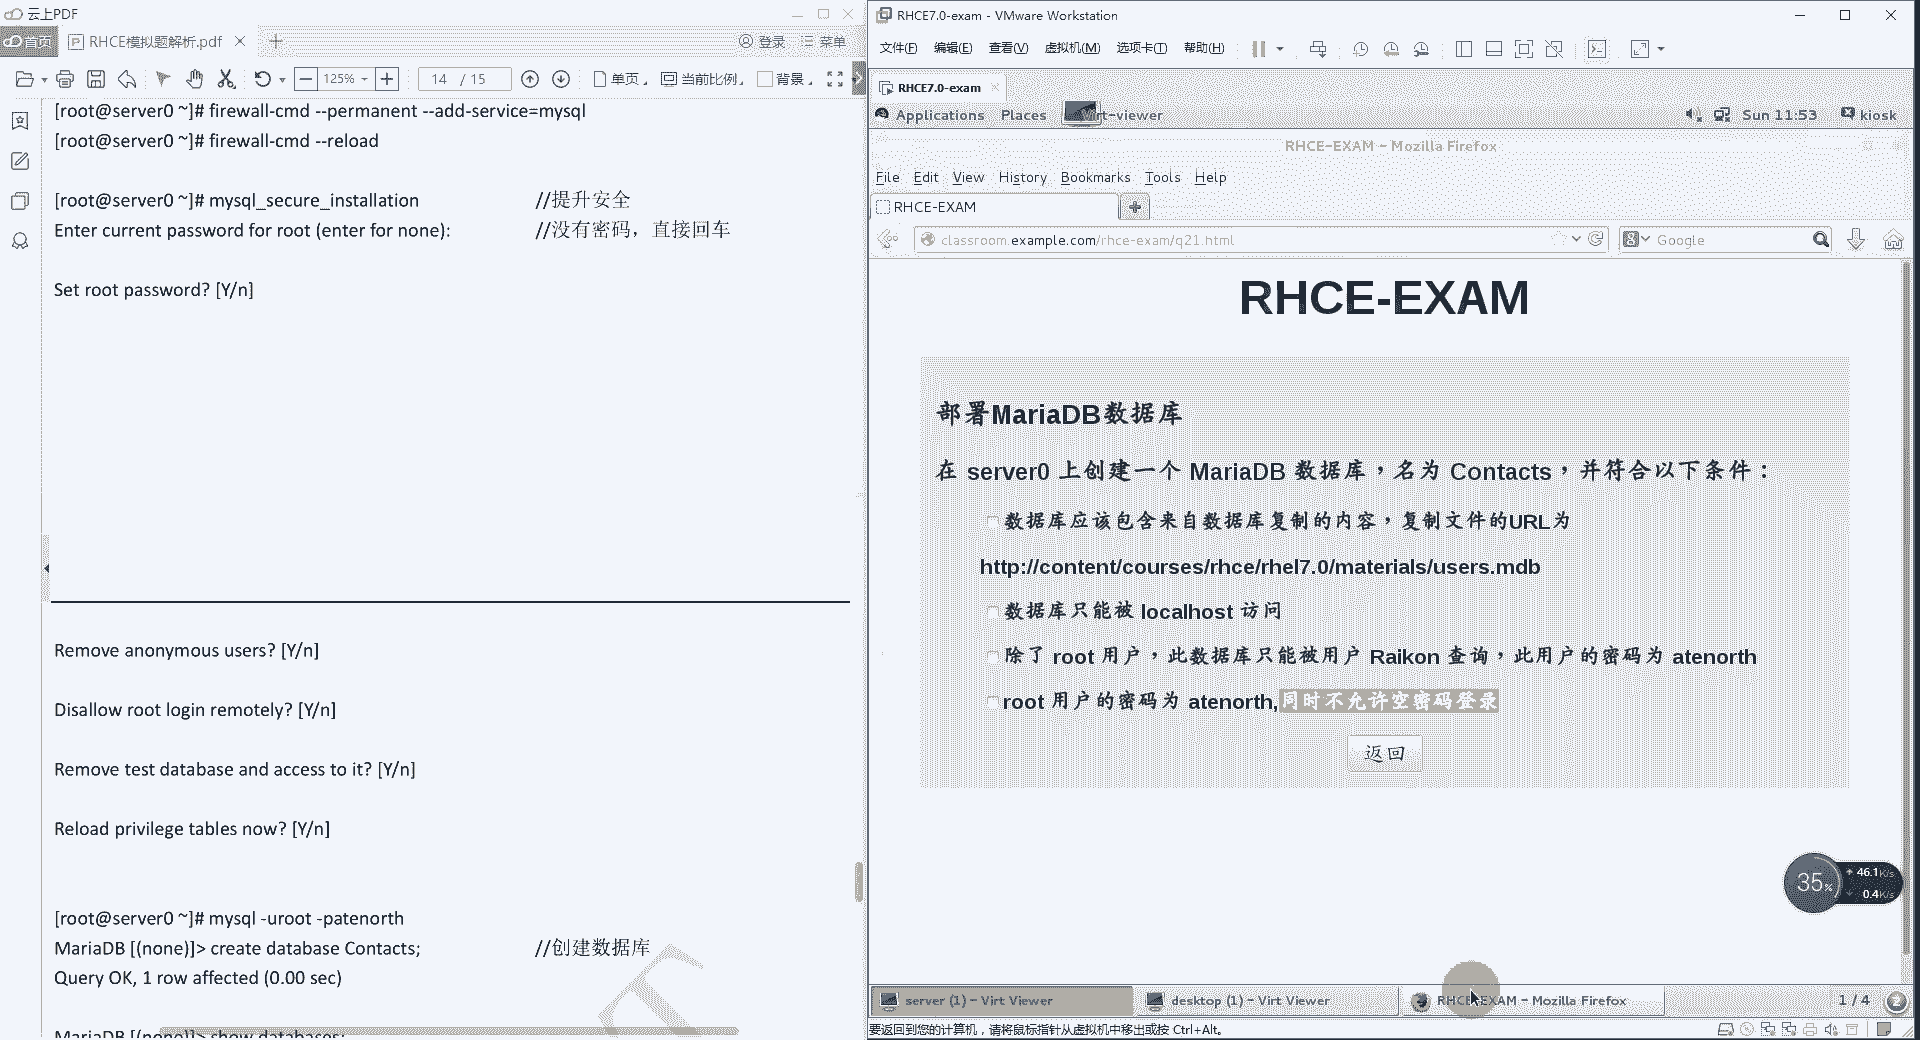 云上PDF
首页
RHCE模拟题解析.pdf
登录
菜单
125%
14 / 15
单页
当前比例
背景
[root@server0 ~]# firewall-cmd --permanent --add-service=mysql
[root@server0 ~]# firewall-cmd --reload
[root@server0 ~]# mysql_secure_installation //提升安全
Enter current password for root (enter for none): //没有密码，直接回车
Set root password? [Y/n]
Remove anonymous users? [Y/n]
Disallow root login remotely? [Y/n]
Remove test database and access to it? [Y/n]
Reload privilege tables now? [Y/n]
[root@server0 ~]# mysql -uroot -patenorth
MariaDB [(none)]> create database Contacts; //创建数据库
Query OK, 1 row affected (0.00 sec)
MariaDB [(none)]> show databases;
RHCE7.0-exam - VMware Workstation
文件(F) 编辑(E) 查看(V) 虚拟机(M) 选项卡(T) 帮助(H)
RHCE7.0-exam
Applications Places Virt-viewer
Sun 11:53 kiosk
RHCE-EXAM - Mozilla Firefox
File Edit View History Bookmarks Tools Help
RHCE-EXAM
classroom.example.com/rhce-exam/q21.html
Google
RHCE-EXAM
部署MariaDB数据库
在 server0 上创建一个 MariaDB 数据库，名为 Contacts，并符合以下条件：
数据库应该包含来自数据库复制的内容，复制文件的URL为
http://content/courses/rhce/rhel7.0/materials/users.mdb
数据库只能被 localhost 访问
除了 root 用户，此数据库只能被用户 Raikon 查询，此用户的密码为 atenorth
root 用户的密码为 atenorth,同时不允许空密码登录
返回
35%
46.1K/s
0.4K/s
server (1) - Virt Viewer
desktop (1) - Virt Viewer
RHCE-EXAM - Mozilla Firefox
1 / 4
2
要返回到您的计算机，请将鼠标指针从虚拟机中移出或按 Ctrl+Alt。